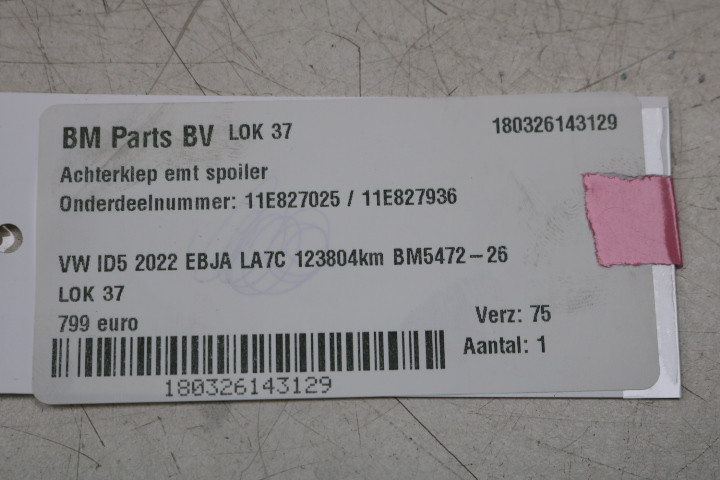 BM Parts BV LOK 37 180326143129
Achterklep emt spoiler
Onderdeelnummer: 11E827025 / 11E827936
VW ID5 2022 EBJA LA7C 123804km BM5472-26
LOK 37
799 euro Verz: 75
Aantal: 1
180326143129